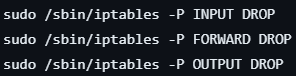 sudo /sbin/iptables -P INPUT DROP
sudo /sbin/iptables -P FORWARD DROP
sudo /sbin/iptables -P OUTPUT DROP